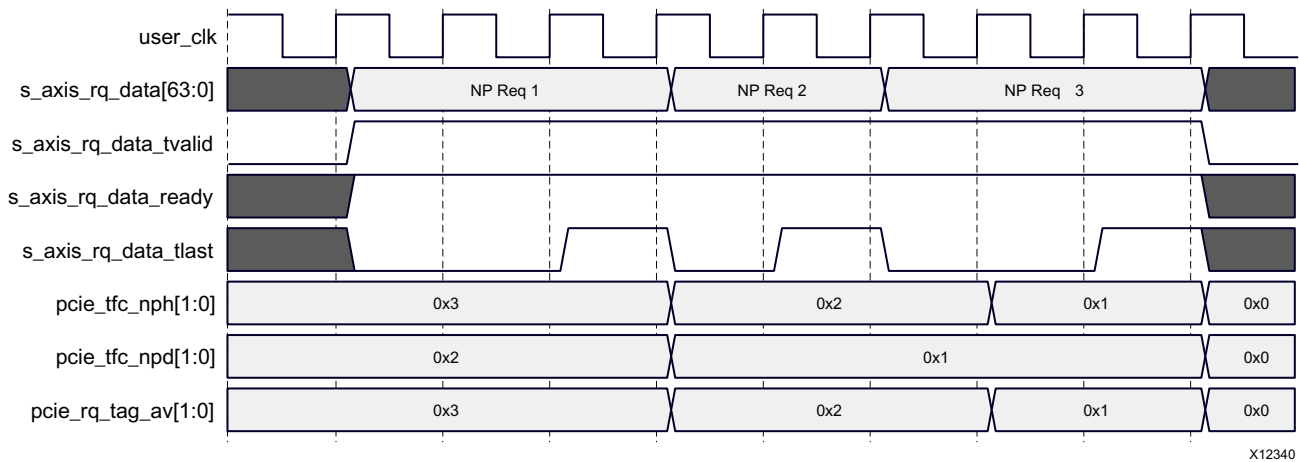 user_clk
s_axis_rq_data[63:0] NP Req 1 NP Req 2 NP Req 3
s_axis_rq_data_tvalid
s_axis_rq_data_ready
s_axis_rq_data_tlast
pcie_tfc_nph[1:0] 0x3 0x2 0x1 0x0
pcie_tfc_npd[1:0] 0x2 0x1 0x0
pcie_rq_tag_av[1:0] 0x3 0x2 0x1 0x0
X12340